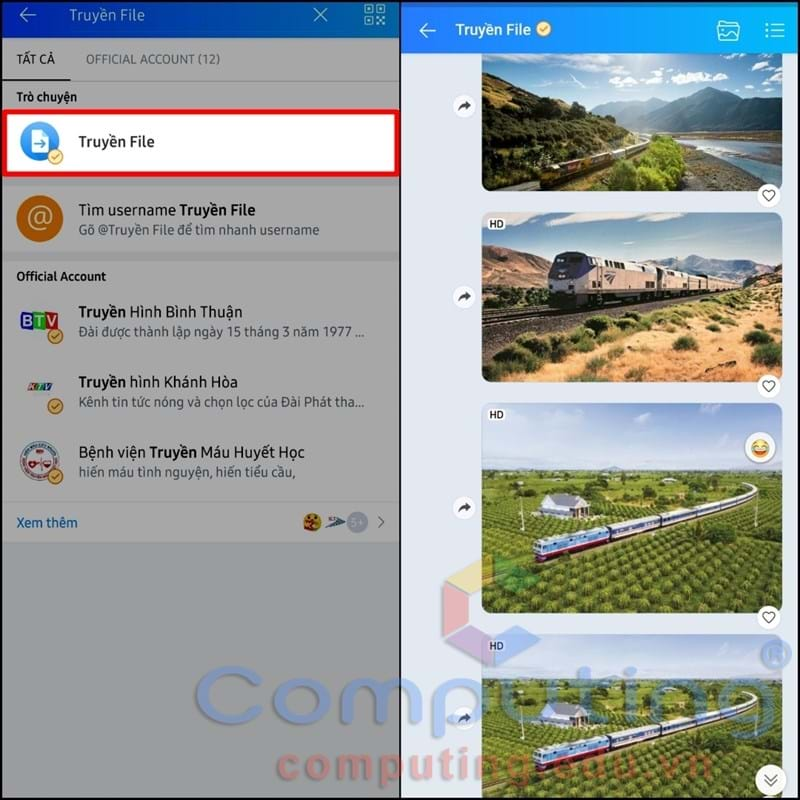 Truyền File
TẤT CẢ
OFFICIAL ACCOUNT (12)
Trò chuyện
Truyền File
@
Tìm username Truyền File
Gõ @Truyền File để tìm nhanh username
Official Account
BTV
Truyền Hình Bình Thuận
Đài được thành lập ngày 15 tháng 3 năm 1977 ...
KTV
Truyền hình Khánh Hòa
Kênh tin tức nóng và chọn lọc của Đài Phát tha...
Bệnh viện Truyền Máu Huyết Học
hiến máu tình nguyện, hiến tiểu cầu,
Xem thêm
5+
Truyền File
HD
HD
HD
Computing
computing.edu.vn